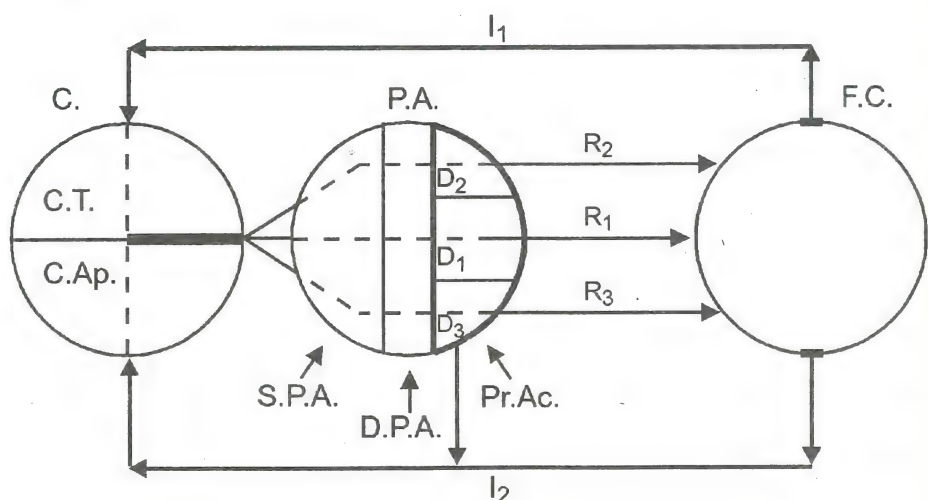 I₁
C.
P.A.
F.C.
C.T.
C.Ap.
D₂
D₁
D₃
R₂
R₁
R₃
S.P.A.
D.P.A.
Pr.Ac.
I₂